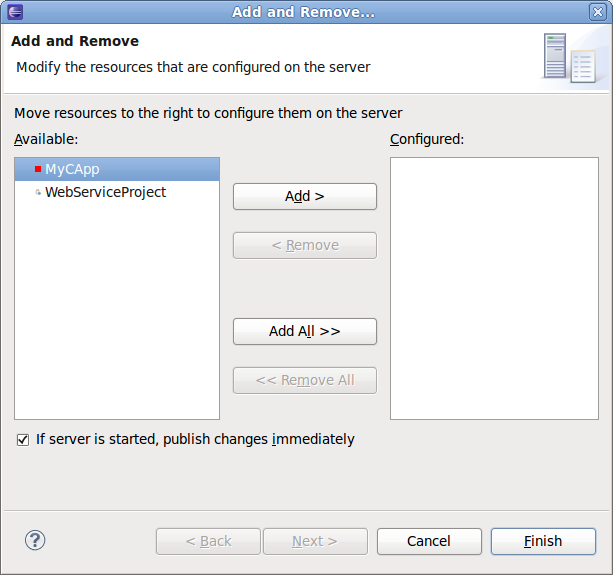 Add and Remove...
Add and Remove
Modify the resources that are configured on the server
Move resources to the right to configure them on the server
Available:
Configured:
MyCApp
WebServiceProject
Add >
< Remove
Add All >>
<< Remove All
If server is started, publish changes immediately
?
< Back
Next >
Cancel
Finish